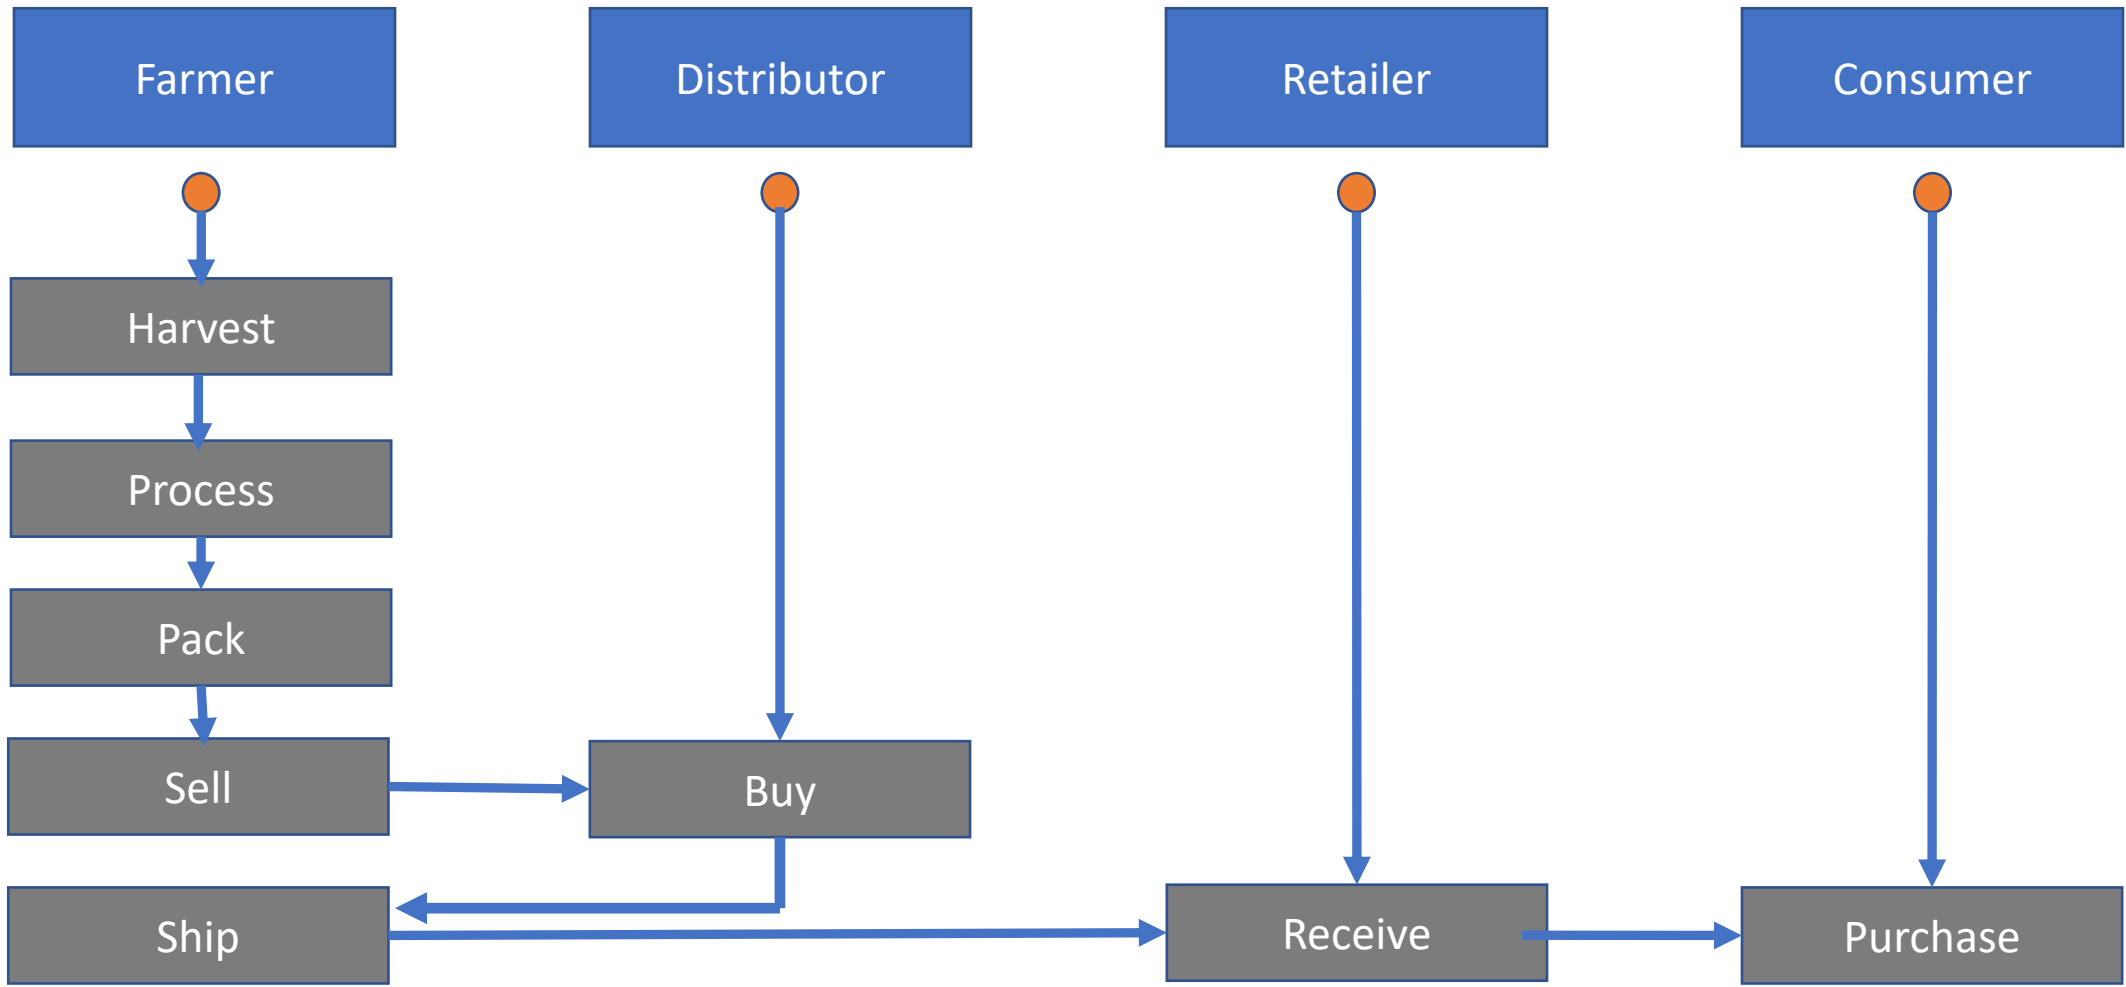 Farmer
Distributor
Retailer
Consumer
Harvest
Process
Pack
Sell
Buy
Ship
Receive
Purchase